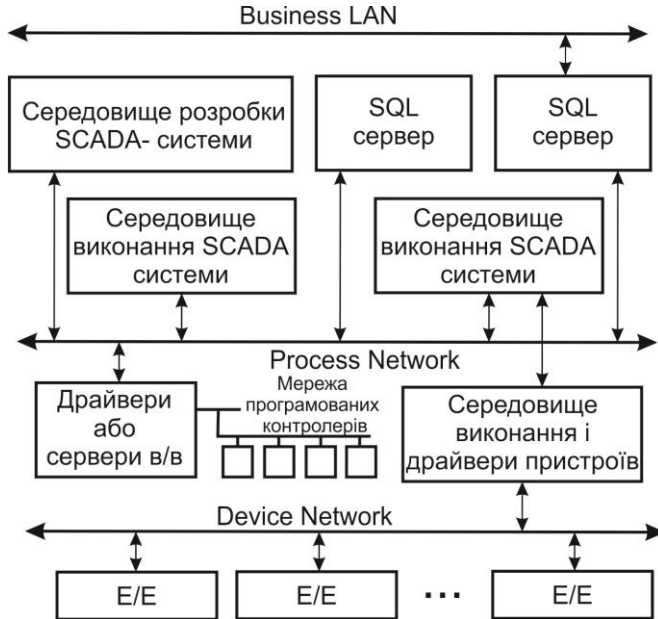 Business LAN
Середовище розробки
SCADA- системи
SQL
сервер
SQL
сервер
Середовище
виконання SCADA
системи
Середовище
виконання SCADA
системи
Process Network
Драйвери
або
сервери в/в
Мережа
програмованих
контролерів
Середовище
виконання і
драйвери пристроїв
Device Network
E/E
E/E
...
E/E